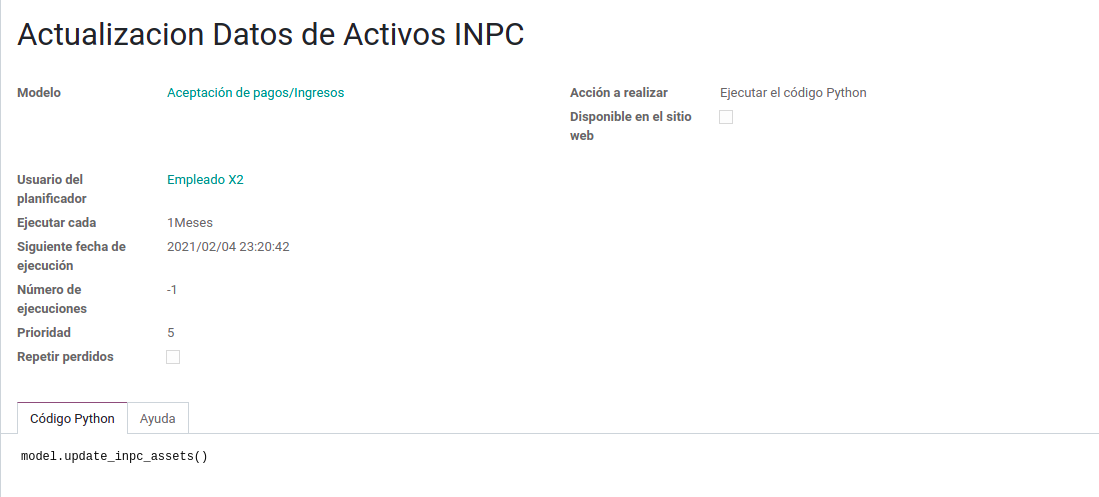 Actualizacion Datos de Activos INPC
Modelo
Aceptación de pagos/Ingresos
Acción a realizar
Ejecutar el código Python
Disponible en el sitio
web
Usuario del
planificador
Empleado X2
Ejecutar cada
1Meses
Siguiente fecha de
ejecución
2021/02/04 23:20:42
Número de
ejecuciones
-1
Prioridad
5
Repetir perdidos
Código Python
Ayuda
model.update_inpc_assets()